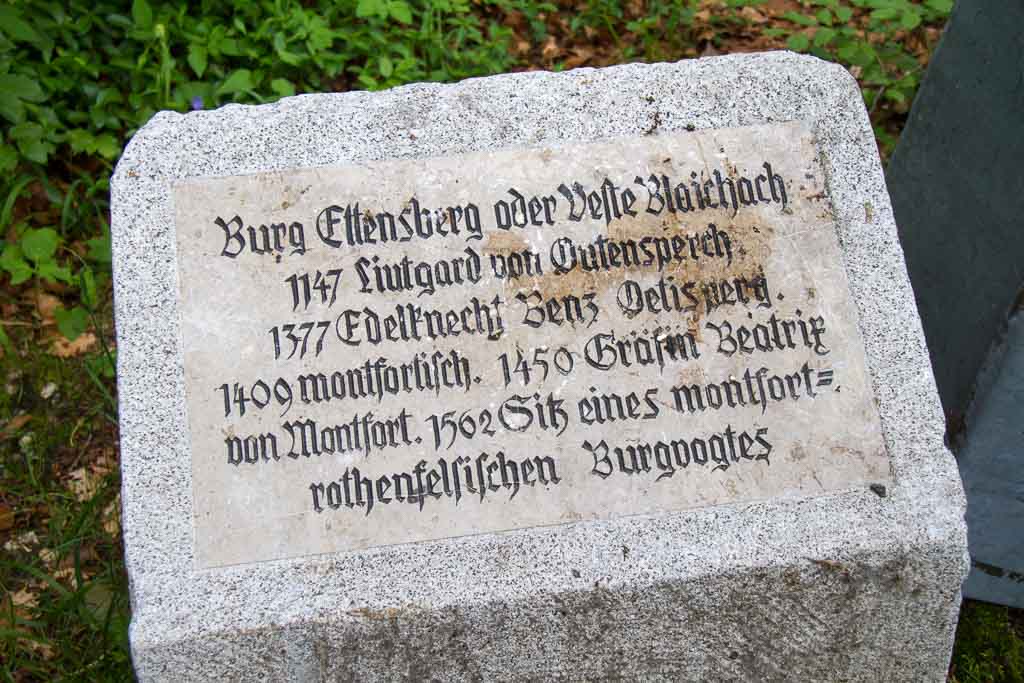 Burg Ettensberg oder Veste Blaichach
1147 Liutgard von Outensperch.
1377 Edelknecht Benz Oetisperg.
1409 montfortisch. 1450 Gräfin Beatrix
von Montfort. 1562 Sitz eines montfort=
rothenfelsischen Burgvogtes